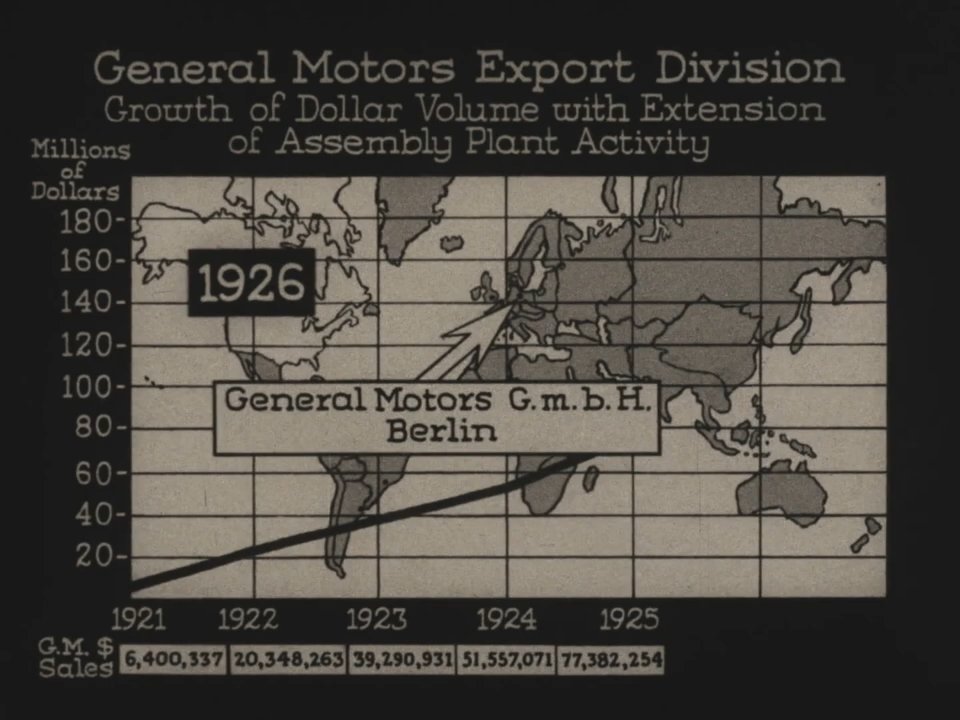 General Motors Export Division
Growth of Dollar Volume with Extension
of Assembly Plant Activity
Millions
of
Dollars
180-
160-
140-
120-
100-
80-
60-
40-
20-
1926
General Motors G.m.b.H.
Berlin
1921 1922 1923 1924 1925
G.M. $
Sales
6,400,337 20,348,263 39,290,931 51,557,071 77,382,254